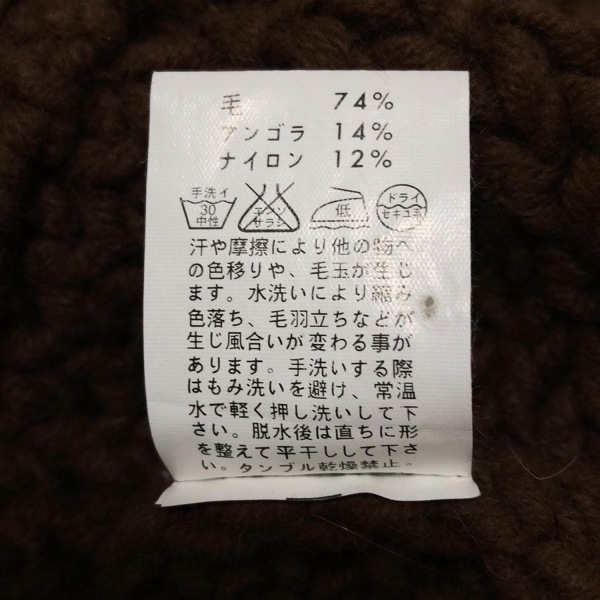 毛 74%
アンゴラ 14%
ナイロン 12%
手洗イ 30 中性
エンソ サラシ
低
ドライ セキユ系
汗や摩擦により他の物へ
の色移りや、毛玉が生じ
ます。水洗いにより縮み
色落ち、毛羽立ちなどが
生じ風合いが変わる事が
あります。手洗いする際
はもみ洗いを避け、常温
水で軽く押し洗いして下
さい。脱水後は直ちに形
を整えて平干しして下さ
い。タンブル乾燥禁止。